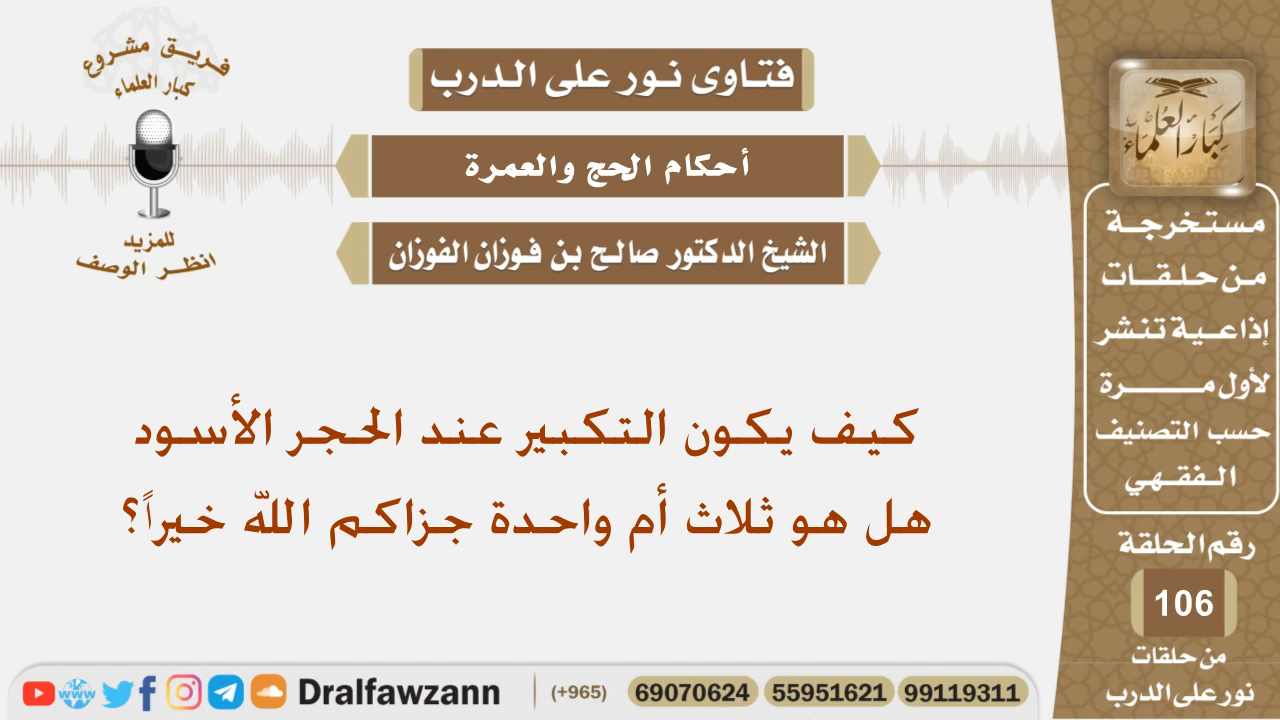 فريق مشروع
كبار العلماء
للمزيد
انظر الوصف
فتاوى نور على الدرب
أحكام الحج والعمرة
الشيخ الدكتور صالح بن فوزان الفوزان
كيف يكون التكبير عند الحجر الأسود
هل هو ثلاث أم واحدة جزاكم الله خيراً؟
كبار العلماء
مستخرجة
من حلقات
إذاعية تنشر
لأول مرة
حسب التصنيف
الفقهي
رقم الحلقة
106
من حلقات
نور على الدرب
www
Dralfawzann (+965) 69070624 55951621 99119311